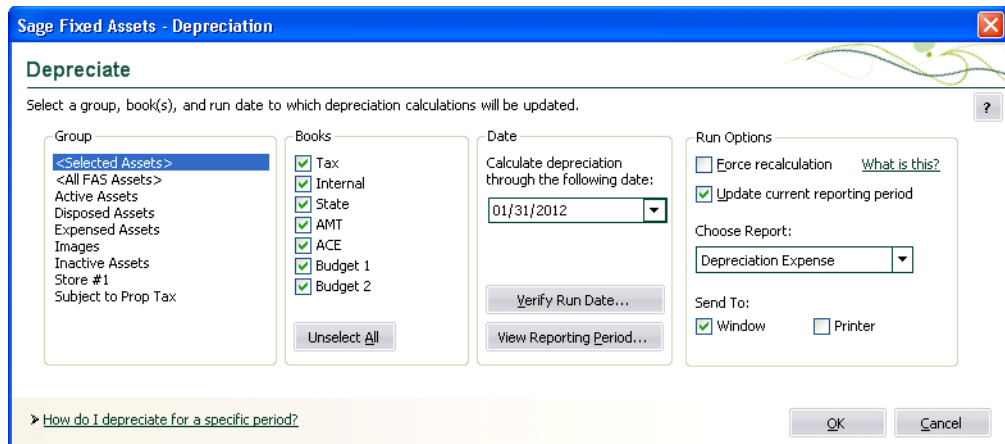 Sage Fixed Assets - Depreciation
Depreciate
Select a group, book(s), and run date to which depreciation calculations will be updated.
?
Group
<Selected Assets>
<All FAS Assets>
Active Assets
Disposed Assets
Expensed Assets
Images
Inactive Assets
Store #1
Subject to Prop Tax
Books
Tax
Internal
State
AMT
ACE
Budget 1
Budget 2
Unselect All
Date
Calculate depreciation
through the following date:
01/31/2012
Verify Run Date...
View Reporting Period...
Run Options
Force recalculation What is this?
Update current reporting period
Choose Report:
Depreciation Expense
Send To:
Window Printer
How do I depreciate for a specific period?
OK Cancel